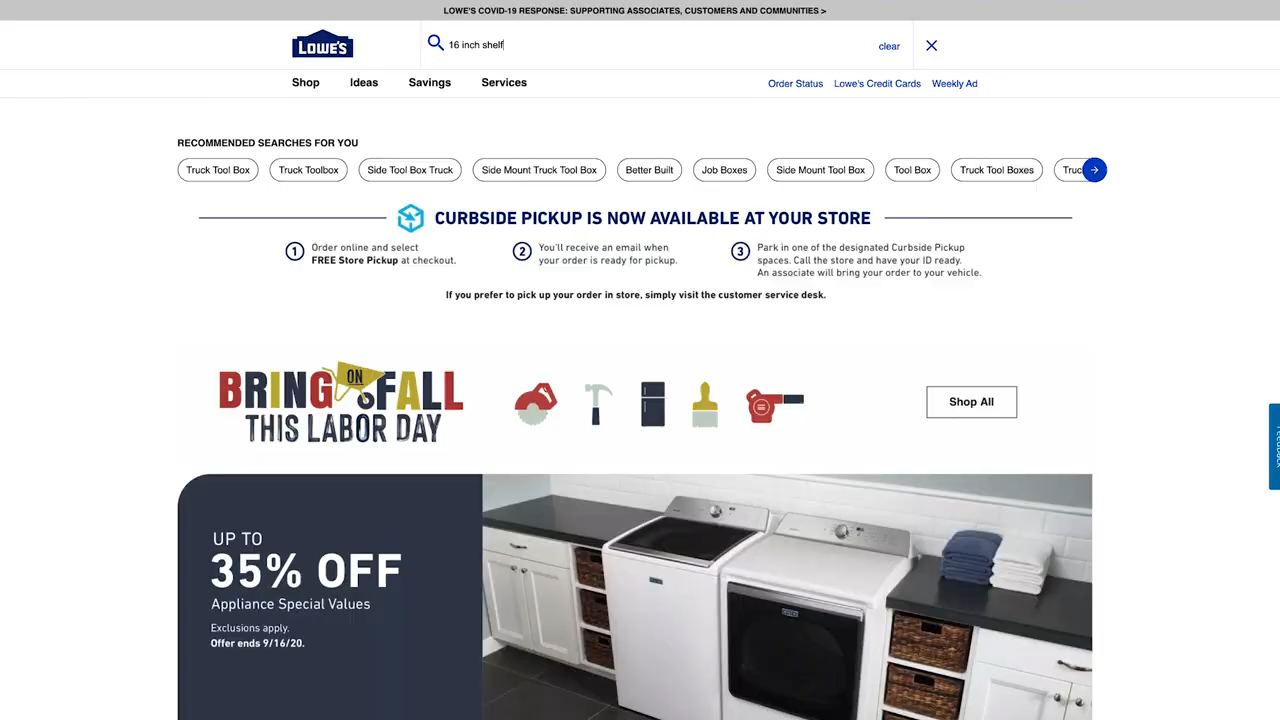 LOWE'S COVID-19 RESPONSE: SUPPORTING ASSOCIATES, CUSTOMERS AND COMMUNITIES >
LOWE'S
16 inch shelf
clear
Shop
Ideas
Savings
Services
Order Status
Lowe's Credit Cards
Weekly Ad
RECOMMENDED SEARCHES FOR YOU
Truck Tool Box
Truck Toolbox
Side Tool Box Truck
Side Mount Truck Tool Box
Better Built
Job Boxes
Side Mount Tool Box
Tool Box
Truck Tool Boxes
CURBSIDE PICKUP IS NOW AVAILABLE AT YOUR STORE
1 Order online and select
FREE Store Pickup at checkout.
2 You'll receive an email when
your order is ready for pickup.
3 Park in one of the designated Curbside Pickup
spaces. Call the store and have your ID ready.
An associate will bring your order to your vehicle.
If you prefer to pick up your order in store, simply visit the customer service desk.
BRING ON FALL
THIS LABOR DAY
Shop All
UP TO
35% OFF
Appliance Special Values
Exclusions apply.
Offer ends 9/16/20.